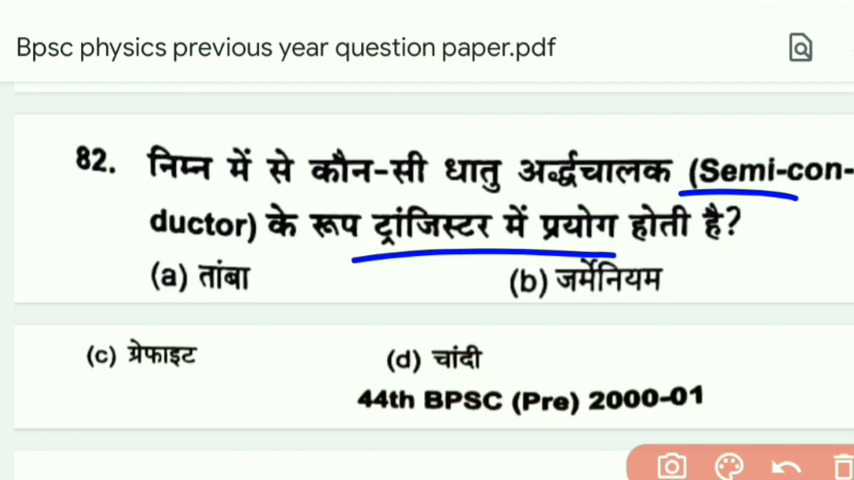 Bpsc physics previous year question paper.pdf
82. निम्न में से कौन-सी धातु अर्द्धचालक (Semi-con-
ductor) के रूप ट्रांजिस्टर में प्रयोग होती है?
(a) तांबा (b) जर्मेनियम
(c) ग्रेफाइट (d) चांदी
44th BPSC (Pre) 2000-01